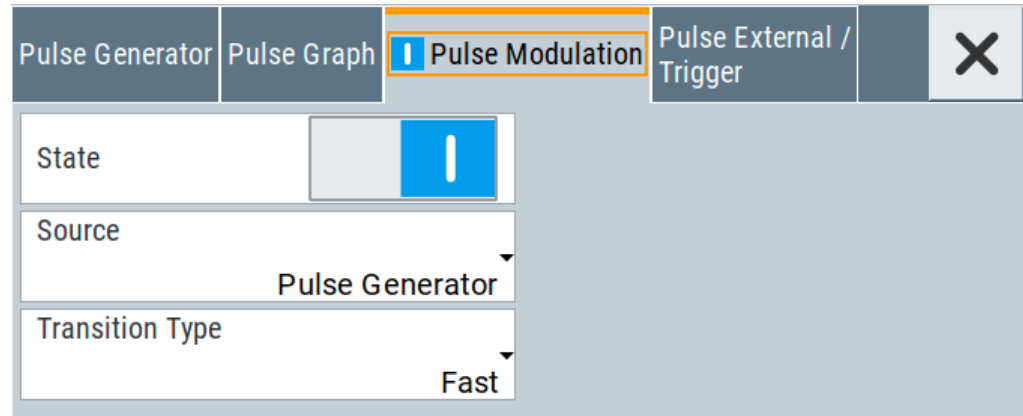 Pulse Generator
Pulse Graph
Pulse Modulation
Pulse External /
Trigger
State
Source
Pulse Generator
Transition Type
Fast